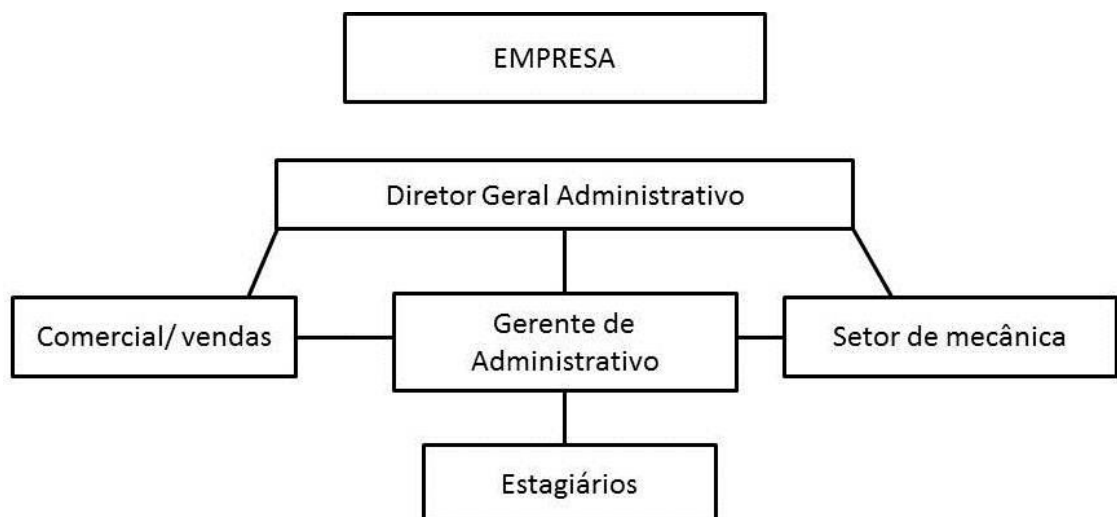 EMPRESA
Diretor Geral Administrativo
Comercial/ vendas
Gerente de
Administrativo
Setor de mecânica
Estagiários